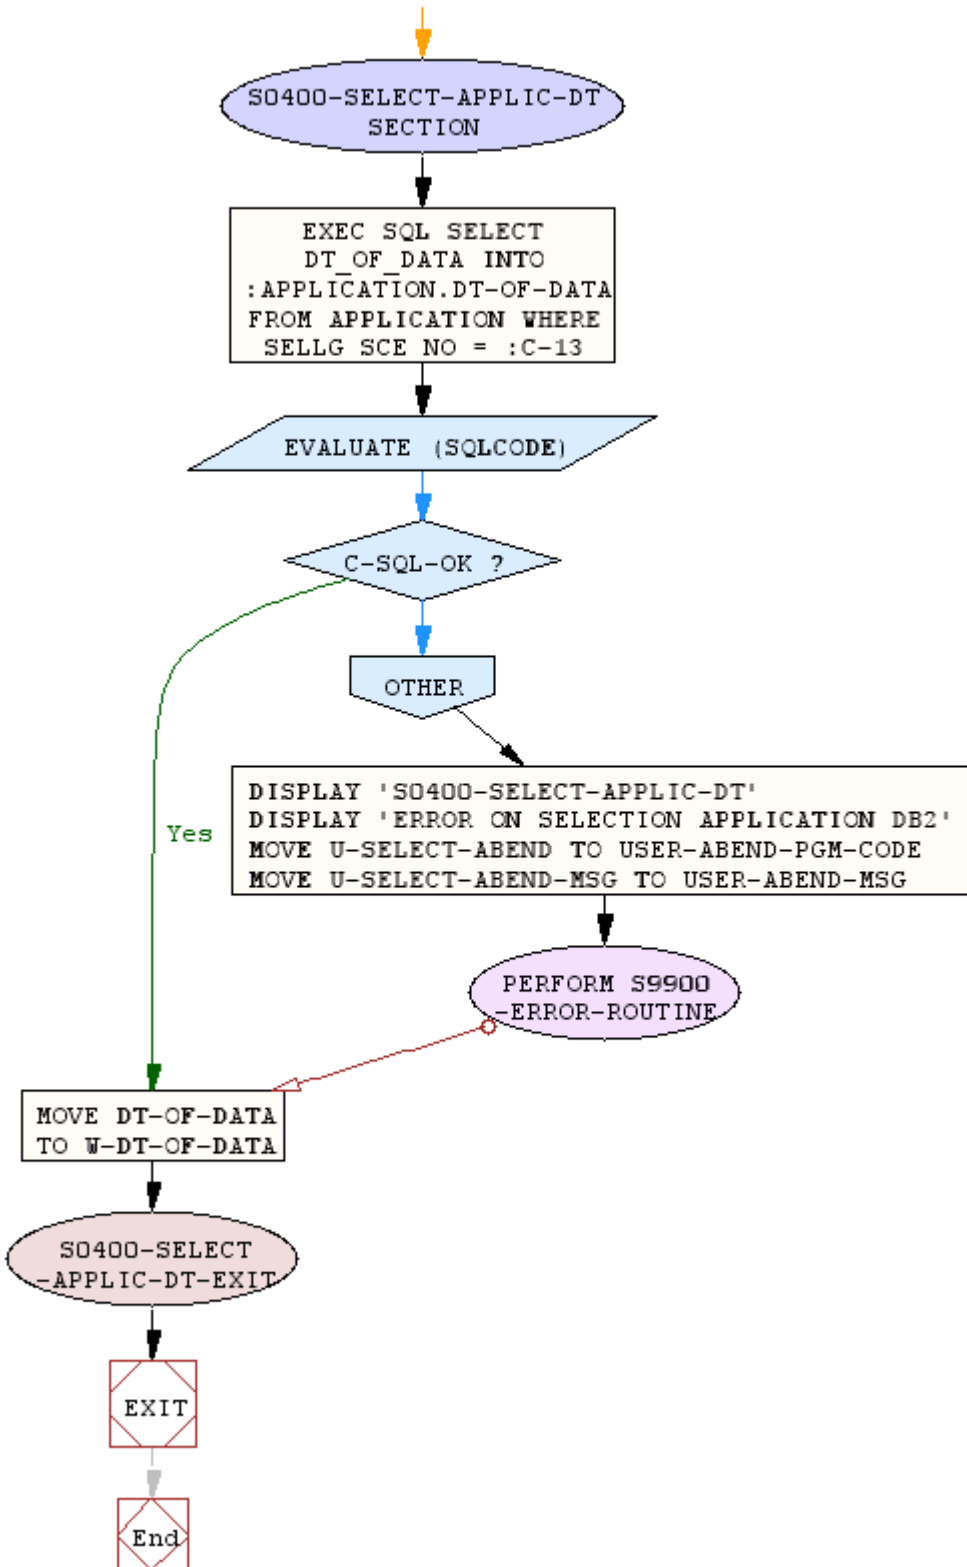 S0400-SELECT-APPLIC-DT
SECTION
EXEC SQL SELECT
DT_OF_DATA INTO
:APPLICATION.DT-OF-DATA
FROM APPLICATION WHERE
SELLG SCE NO = :C-13
EVALUATE (SQLCODE)
C-SQL-OK ?
OTHER
DISPLAY 'S0400-SELECT-APPLIC-DT'
DISPLAY 'ERROR ON SELECTION APPLICATION DB2'
MOVE U-SELECT-ABEND TO USER-ABEND-PGM-CODE
MOVE U-SELECT-ABEND-MSG TO USER-ABEND-MSG
Yes
PERFORM S9900
-ERROR-ROUTINE
MOVE DT-OF-DATA
TO W-DT-OF-DATA
S0400-SELECT
-APPLIC-DT-EXIT
EXIT
End